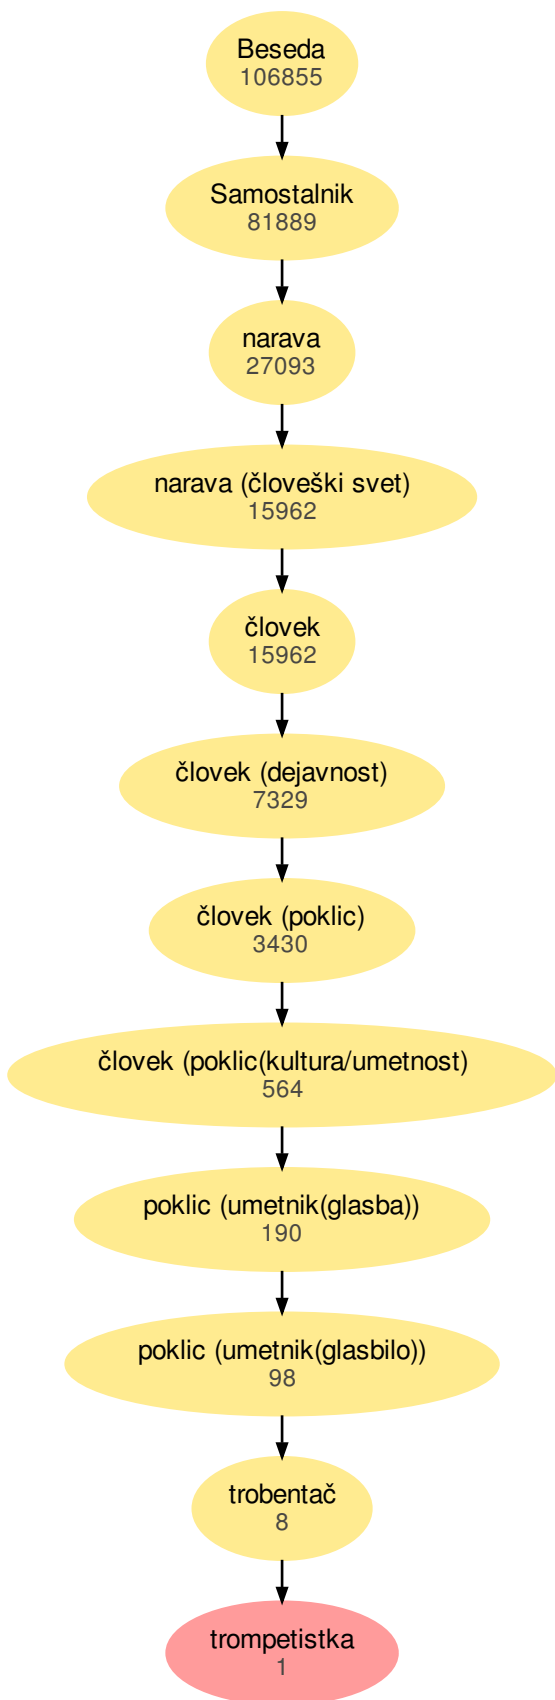 Beseda
106855
Samostalnik
81889
narava
27093
narava (človeški svet)
15962
človek
15962
človek (dejavnost)
7329
človek (poklic)
3430
človek (poklic(kultura/umetnost)
564
poklic (umetnik(glasba))
190
poklic (umetnik(glasbilo))
98
trobentač
8
trompetistka
1